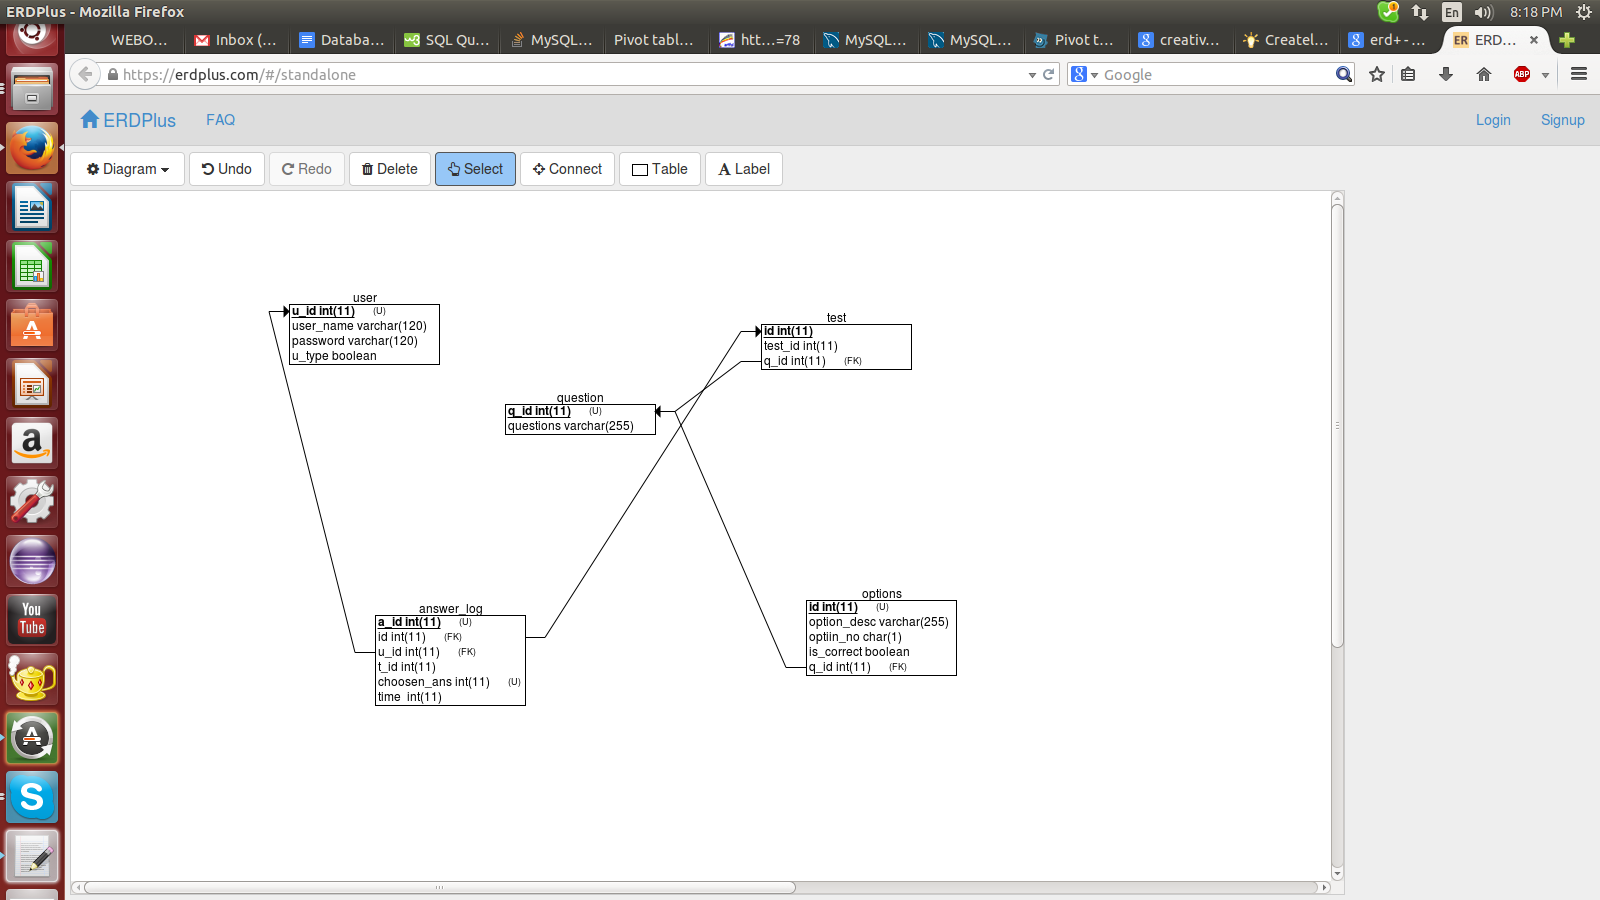 ERDPlus - Mozilla Firefox
En
8:18 PM
WEBO...
Inbox (...
Databa...
SQL Qu...
MySQL...
Pivot tabl...
htt...=78
MySQL...
MySQL...
Pivot t...
creativ...
Createl...
erd+ -...
ER
ERD...
https://erdplus.com/#/standalone
Google
ABP
ERDPlus
FAQ
Login
Signup
Diagram
Undo
Redo
Delete
Select
Connect
Table
A Label
user
u_id int(11) (U)
user_name varchar(120)
password varchar(120)
u_type boolean
test
id int(11)
test_id int(11)
q_id int(11) (FK)
question
q_id int(11) (U)
questions varchar(255)
options
id int(11) (U)
option_desc varchar(255)
optiin_no char(1)
is_correct boolean
q_id int(11) (FK)
answer_log
a_id int(11) (U)
id int(11) (FK)
u_id int(11) (FK)
t_id int(11)
choosen_ans int(11) (U)
time int(11)
You
Tube